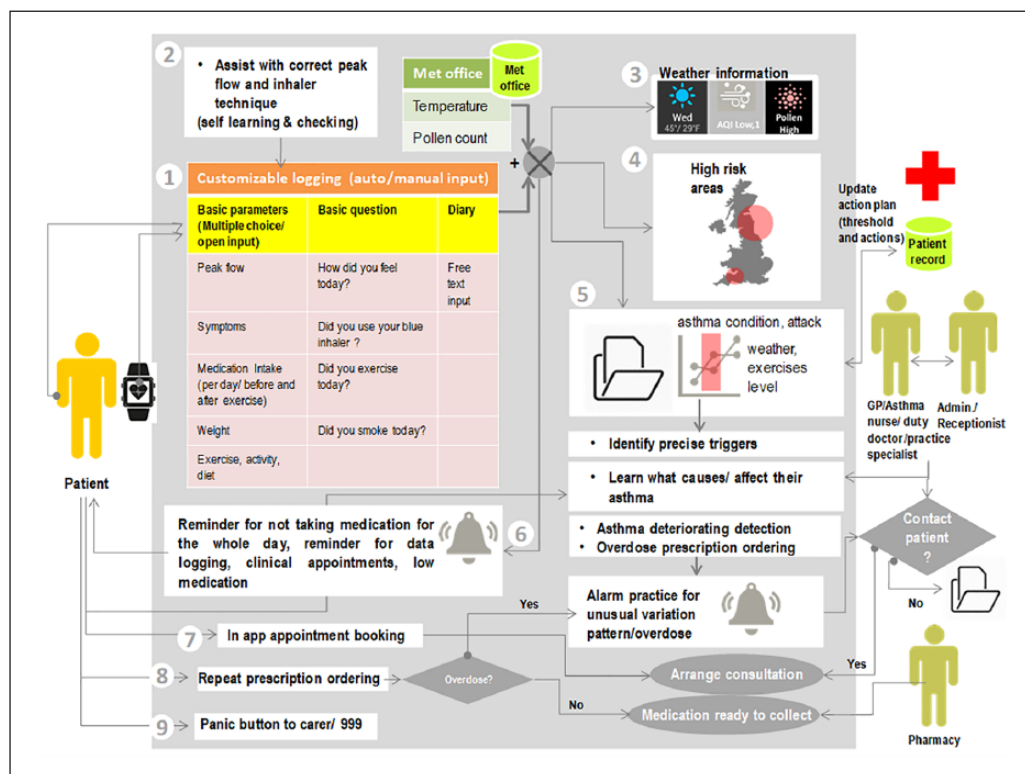 2
• Assist with correct peak
flow and inhaler
technique
(self learning & checking)
Met office
Met
office
Temperature
Pollen count
+
3
Weather information
Wed
45°/ 29°F
AQI Low,1
Pollen
High
4
High risk
areas
Update
action plan
(threshold
and actions)
Patient
record
1
Customizable logging (auto/manual input)
Basic parameters
(Multiple choice/
open input)
Basic question
Diary
Peak flow
How did you feel
today?
Free
text
input
Symptoms
Did you use your blue
inhaler ?
Medication Intake
(per day/ before and
after exercise)
Did you exercise
today?
Weight
Did you smoke today?
Exercise, activity,
diet
Patient
5
asthma condition, attack
weather,
exercises
level
GP/Asthma
nurse/ duty
doctor/practice
specialist
Admin./
Receptionist
• Identify precise triggers
• Learn what causes/ affect their
asthma
• Asthma deteriorating detection
• Overdose prescription ordering
Contact
patient
?
No
Yes
6
Reminder for not taking medication for
the whole day, reminder for data
logging, clinical appointments, low
medication
Yes
Alarm practice for
unusual variation
pattern/overdose
7
In app appointment booking
Arrange consultation
8
Repeat prescription ordering
Overdose?
No
Medication ready to collect
9
Panic button to carer/ 999
Pharmacy